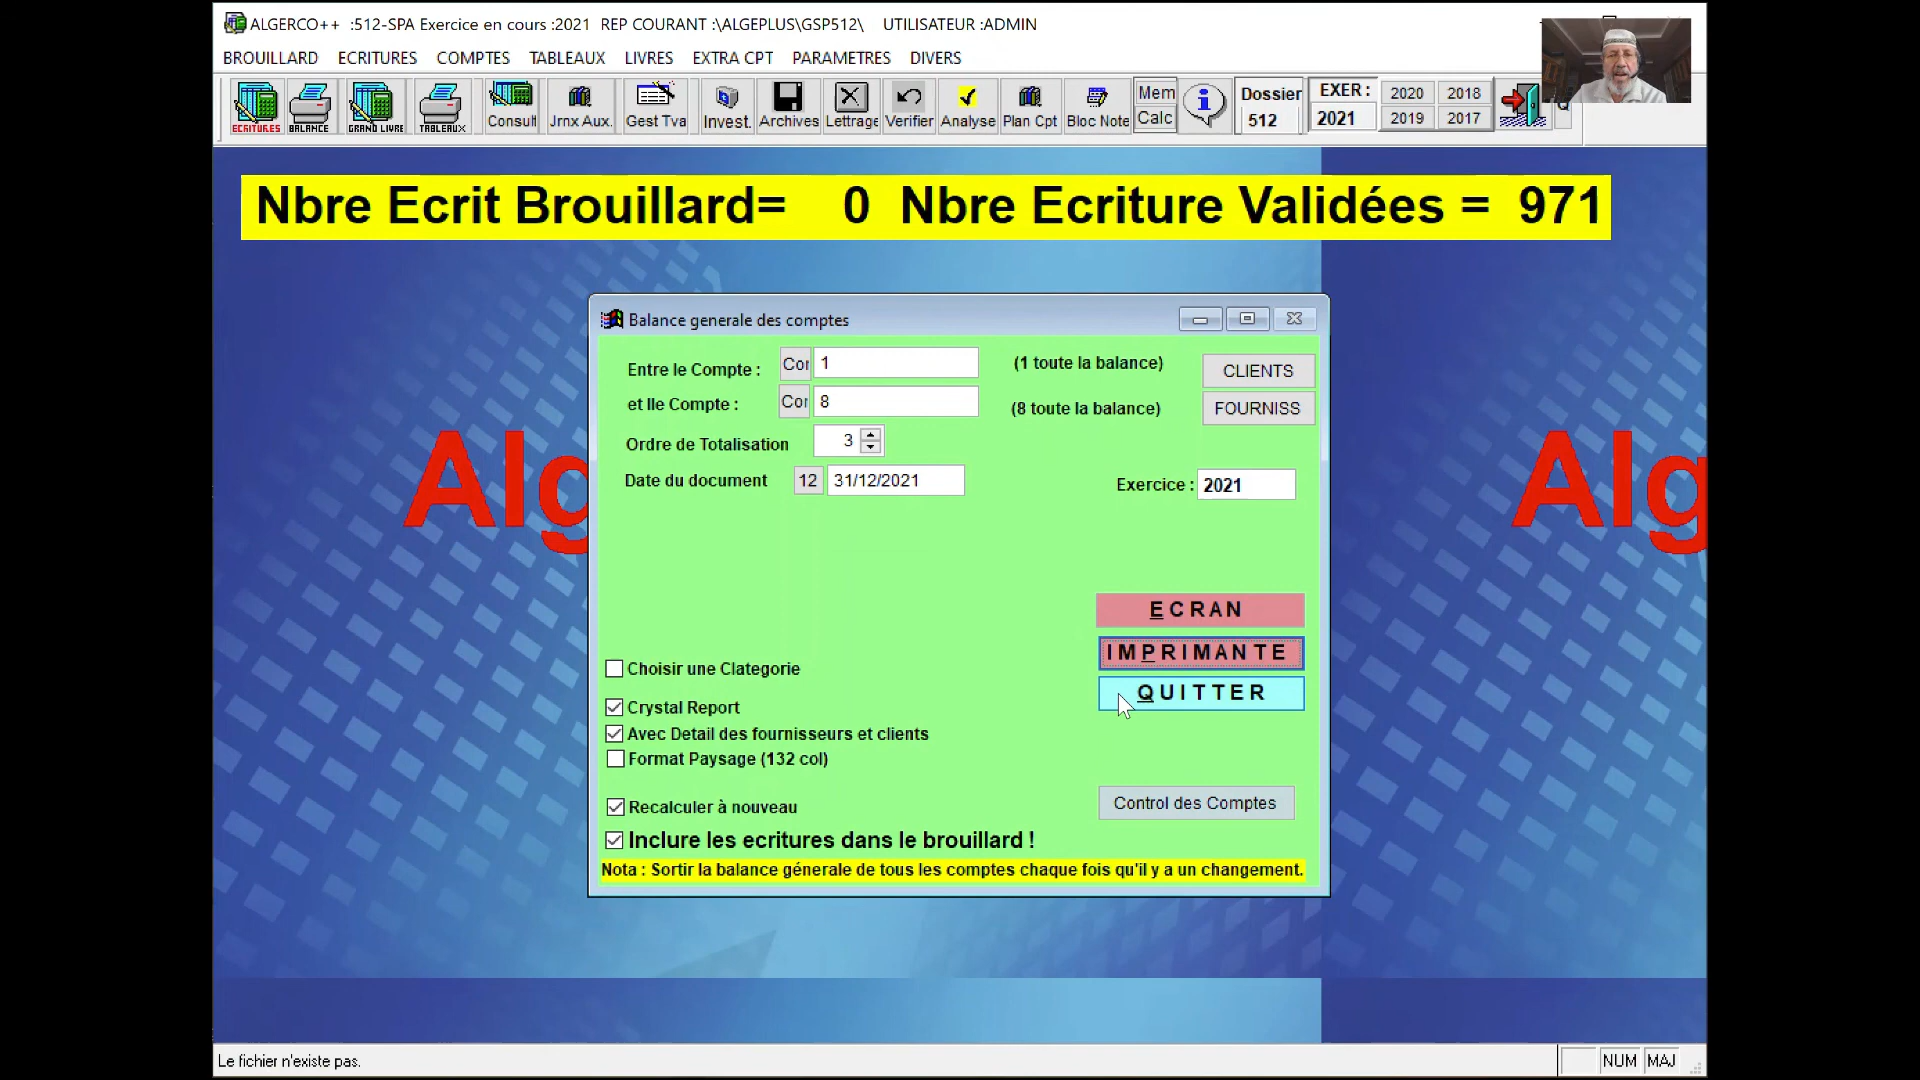 ALGERCO++ :512-SPA Exercice en cours :2021 REP COURANT :\ALGEPLUS\GSP512\ UTILISATEUR :ADMIN
BROUILLARD ECRITURES COMPTES TABLEAUX LIVRES EXTRA CPT PARAMETRES DIVERS
ECRITURES BALANCE GRAND LIVRE TABLEAUX Consult Jrnx Aux. Gest Tva Invest. Archives Lettrage Verifier Analyse Plan Cpt Bloc Note
Mem
Calc
Dossier
512
EXER :
2021
2020 2018
2019 2017
Nbre Ecrit Brouillard= 0 Nbre Ecriture Validées = 971
Alg
Alg
Balance generale des comptes
Entre le Compte : Cor 1 (1 toute la balance) CLIENTS
et lle Compte : Cor 8 (8 toute la balance) FOURNISS
Ordre de Totalisation 3
Date du document 12 31/12/2021 Exercice : 2021
ECRAN
IMPRIMANTE
QUITTER
Choisir une Clategorie
Crystal Report
Avec Detail des fournisseurs et clients
Format Paysage (132 col)
Recalculer à nouveau
Control des Comptes
Inclure les ecritures dans le brouillard !
Nota : Sortir la balance génerale de tous les comptes chaque fois qu'il y a un changement.
Le fichier n'existe pas.
NUM MAJ